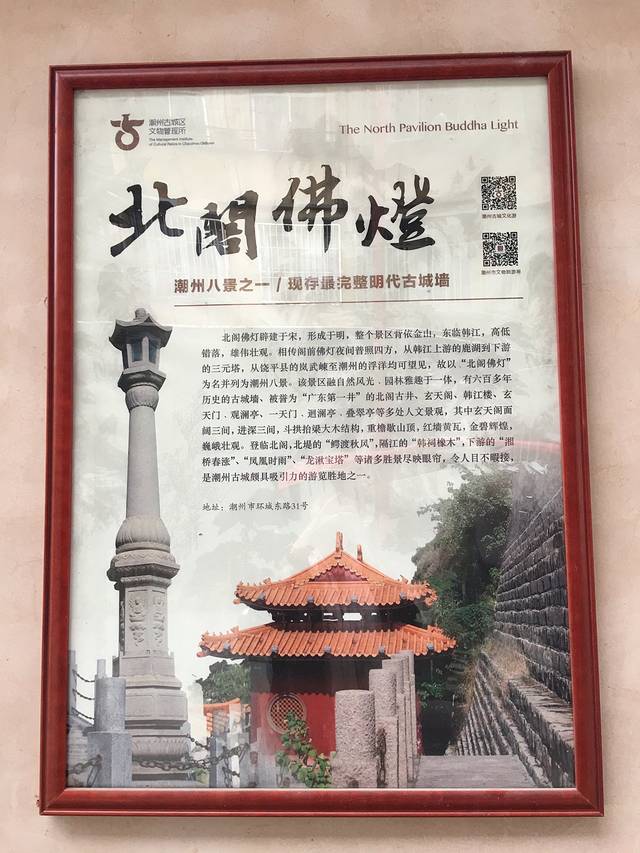 潮州古城区
文物管理所
The Management Institute
of Cultural Relics in Chaozhou Oldtown
The North Pavilion Buddha Light
北閣佛燈
潮州古城文化游
潮州市文物旅游局
潮州八景之一 / 现存最完整明代古城墙
北阁佛灯辟建于宋，形成于明，整个景区背依金山，东临韩江，高低
错落，雄伟壮观。相传阁前佛灯夜间普照四方，从韩江上游的鹿湖到下游
的三元塔，从饶平县的岚武崠至潮州的浮洋均可望见，故以“北阁佛灯”
为名并列为潮州八景。该景区融自然风光、园林雅趣于一体，有六百多年
历史的古城墙、被誉为“广东第一井”的北阁古井、玄天阁、韩江楼、玄
天门、观澜亭、一天门、迥澜亭、叠翠亭等多处人文景观，其中玄天阁面
阔三间，进深三间，斗拱抬梁大木结构，重檐歇山顶，红墙黄瓦，金碧辉煌，
巍峨壮观。登临北阁，北堤的“鳄渡秋风”，隔江的“韩祠橡木”，下游的“湘
桥春涨”、“凤凰时雨”、“龙湫宝塔”等诸多胜景尽映眼帘，令人目不暇接，
是潮州古城颇具吸引力的游览胜地之一。
地址：潮州市环城东路31号